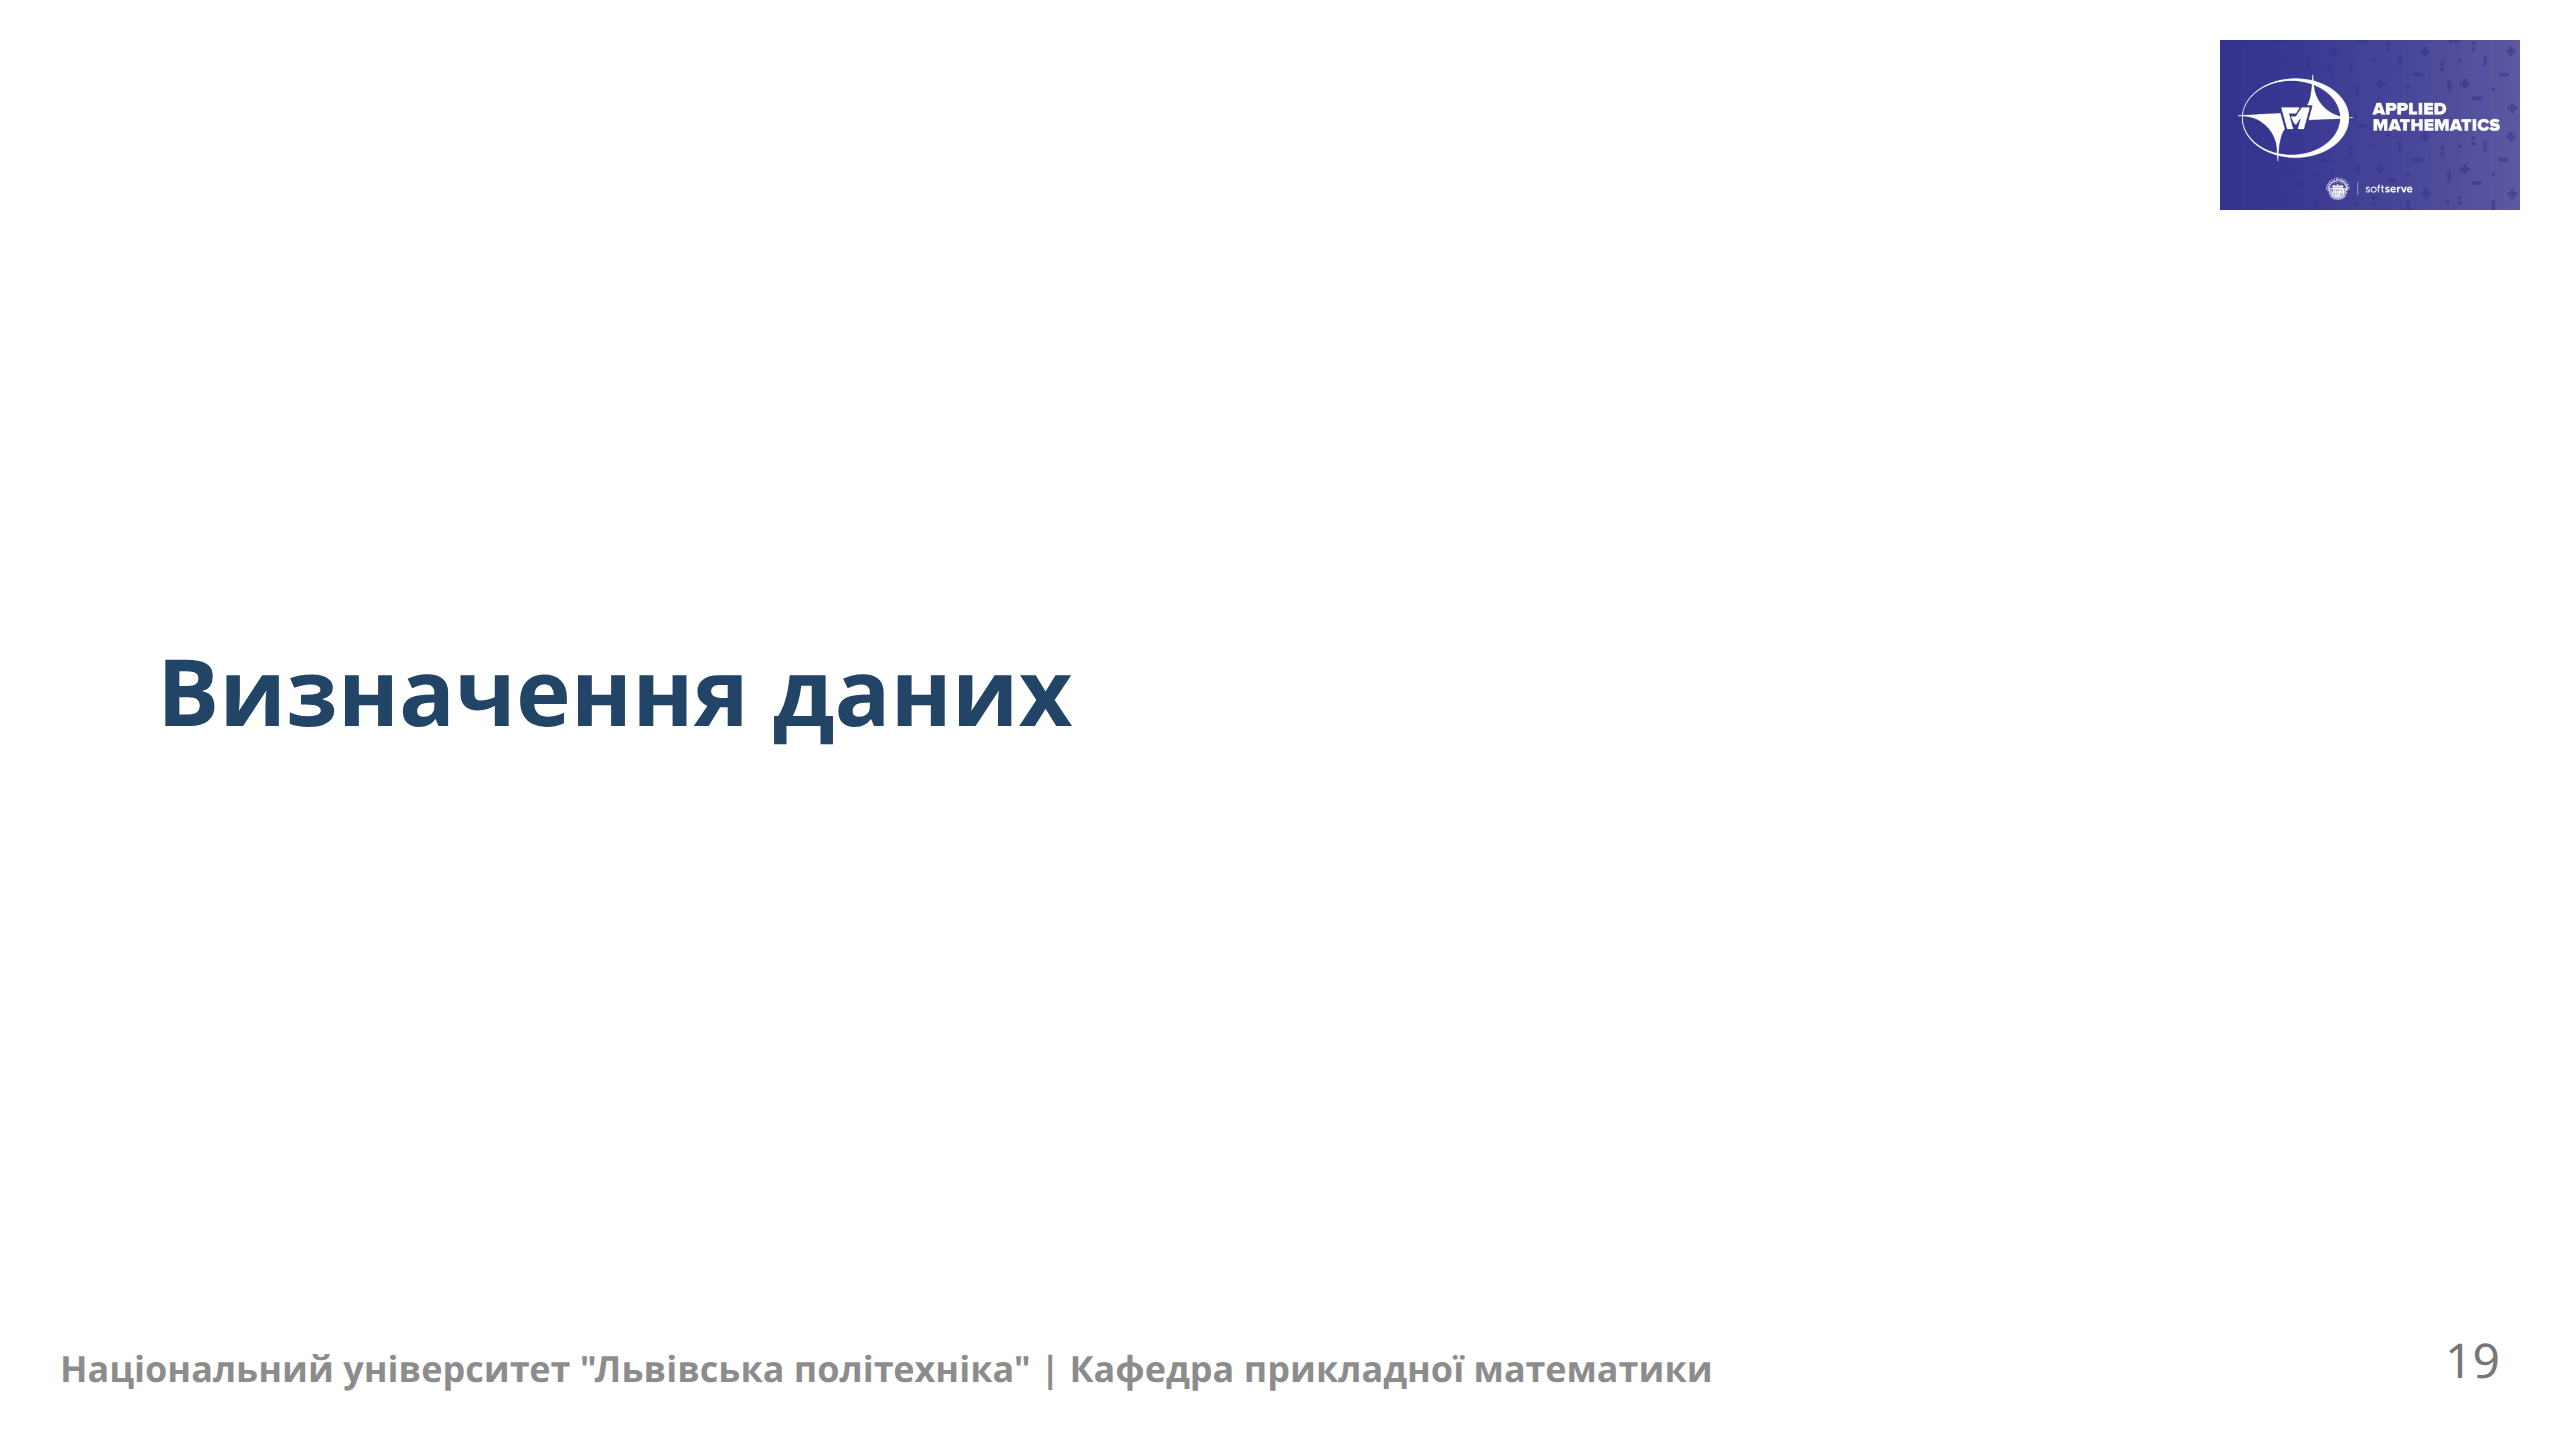 APPLIED
MATHEMATICS
softserve
Визначення даних
Національний університет "Львівська політехніка" | Кафедра прикладної математики
19